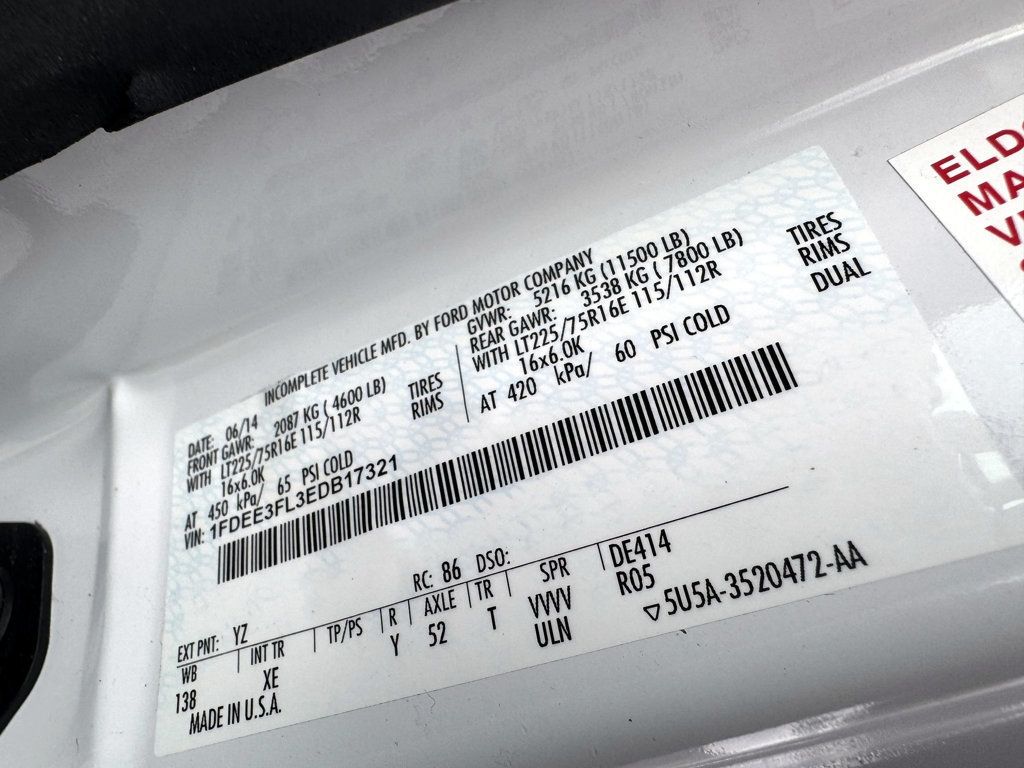 INCOMPLETE VEHICLE MFD. BY FORD MOTOR COMPANY
DATE: 06/14
GVWR: 5216 KG (11500 LB)
FRONT GAWR: 2087 KG ( 4600 LB)
REAR GAWR: 3538 KG ( 7800 LB)
WITH LT225/75R16E 115/112R TIRES
WITH LT225/75R16E 115/112R TIRES
16x6.0K RIMS
16x6.0K RIMS
AT 450 kPa/ 65 PSI COLD
AT 420 kPa/ 60 PSI COLD DUAL
VIN: 1FDEE3FL3EDB17321
EXT PNT: YZ RC: 86 DSO:
WB INT TR TP/PS R AXLE TR SPR DE414
138 XE Y 52 T VVVV R05
ULN
MADE IN U.S.A.
▽5U5A-3520472-AA